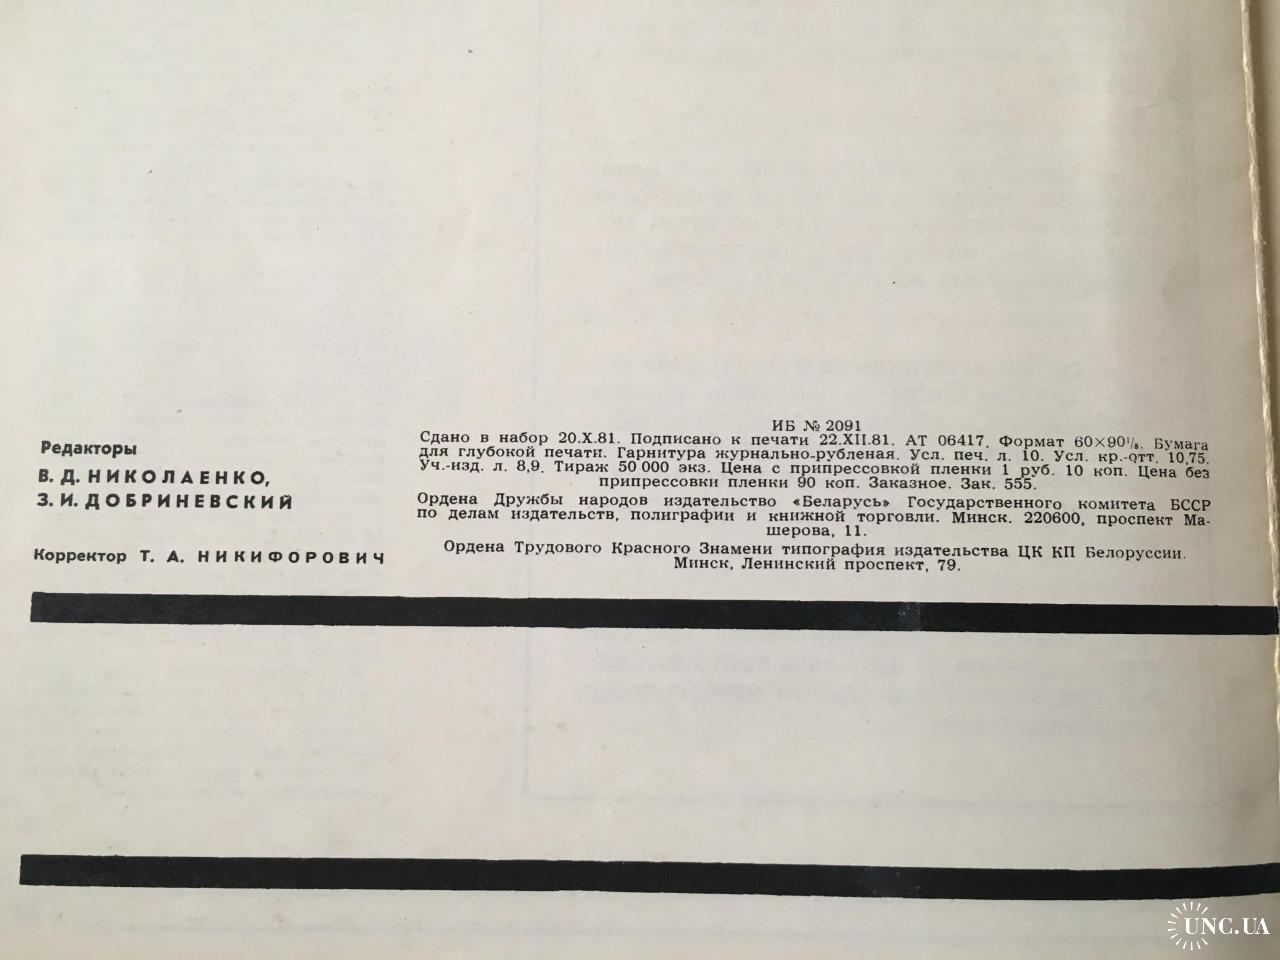 Редакторы
В. Д. НИКОЛАЕНКО,
З. И. ДОБРИНЕВСКИЙ
Корректор Т. А. НИКИФОРОВИЧ
ИБ № 2091
Сдано в набор 20.X.81. Подписано к печати 22.XII.81. АТ 06417. Формат 60×90¹/₈. Бумага
для глубокой печати. Гарнитура журнально-рубленая. Усл. печ. л. 10. Усл. кр.-отт. 10,75.
Уч.-изд. л. 8,9. Тираж 50 000 экз. Цена с припрессовкой пленки 1 руб. 10 коп. Цена без
припрессовки пленки 90 коп. Заказное. Зак. 555.
Ордена Дружбы народов издательство «Беларусь» Государственного комитета БССР
по делам издательств, полиграфии и книжной торговли. Минск. 220600, проспект Ма-
шерова, 11.
Ордена Трудового Красного Знамени типография издательства ЦК КП Белоруссии.
Минск, Ленинский проспект, 79.
UNC.UA